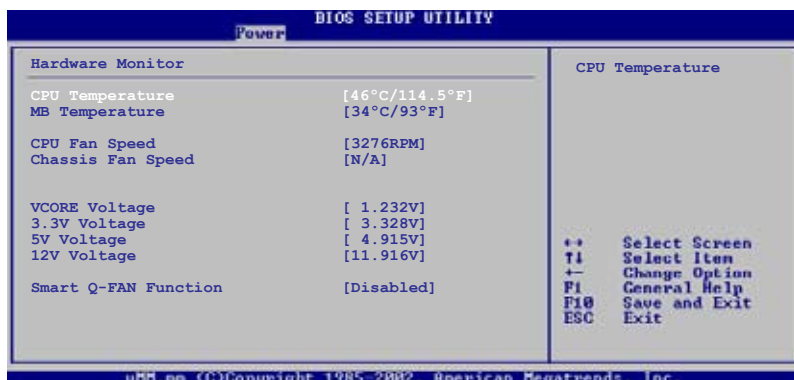 BIOS SETUP UTILITY
Power
Hardware Monitor
CPU Temperature [46°C/114.5°F]
MB Temperature [34°C/93°F]
CPU Fan Speed [3276RPM]
Chassis Fan Speed [N/A]
VCORE Voltage [ 1.232V]
3.3V Voltage [ 3.328V]
5V Voltage [ 4.915V]
12V Voltage [11.916V]
Smart Q-FAN Function [Disabled]
CPU Temperature
←→ Select Screen
↑↓ Select Item
+- Change Option
F1 General Help
F10 Save and Exit
ESC Exit
(C)Copyright 1985-2002, American Megatrends, Inc